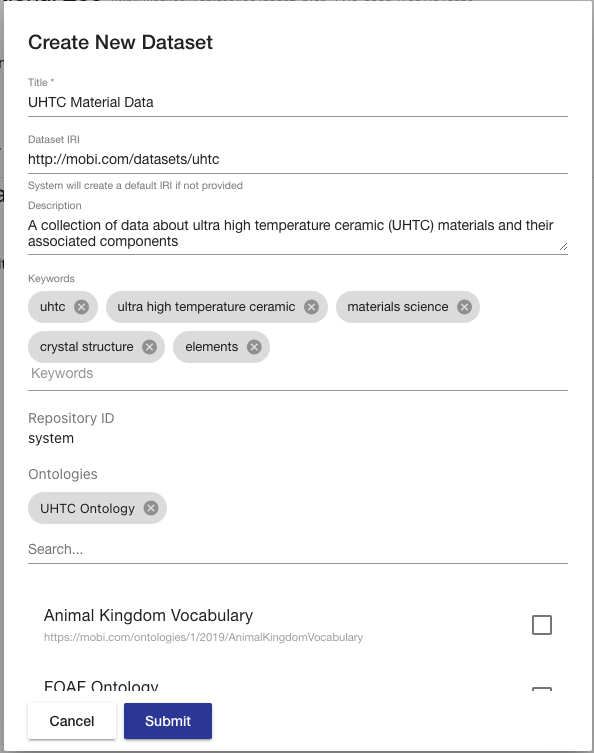 Create New Dataset
Title *
UHTC Material Data
Dataset IRI
http://mobi.com/datasets/uhtc
System will create a default IRI if not provided
Description
A collection of data about ultra high temperature ceramic (UHTC) materials and their
associated components
Keywords
uhtc ultra high temperature ceramic materials science
crystal structure elements
Keywords
Repository ID
system
Ontologies
UHTC Ontology
Search...
Animal Kingdom Vocabulary
https://mobi.com/ontologies/1/2019/AnimalKingdomVocabulary
FOAF Ontology
Cancel Submit